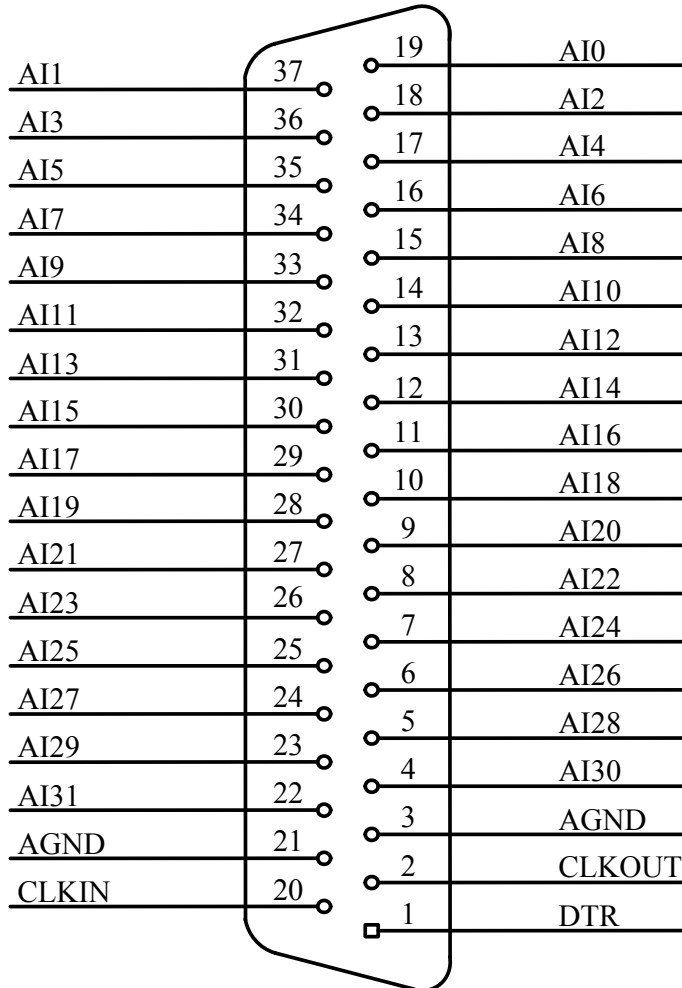 19 AI0
AI1 37
18 AI2
AI3 36
17 AI4
AI5 35
16 AI6
AI7 34
15 AI8
AI9 33
14 AI10
AI11 32
13 AI12
AI13 31
12 AI14
AI15 30
11 AI16
AI17 29
10 AI18
AI19 28
9 AI20
AI21 27
8 AI22
AI23 26
7 AI24
AI25 25
6 AI26
AI27 24
5 AI28
AI29 23
4 AI30
AI31 22
3 AGND
AGND 21
2 CLKOUT
CLKIN 20
1 DTR